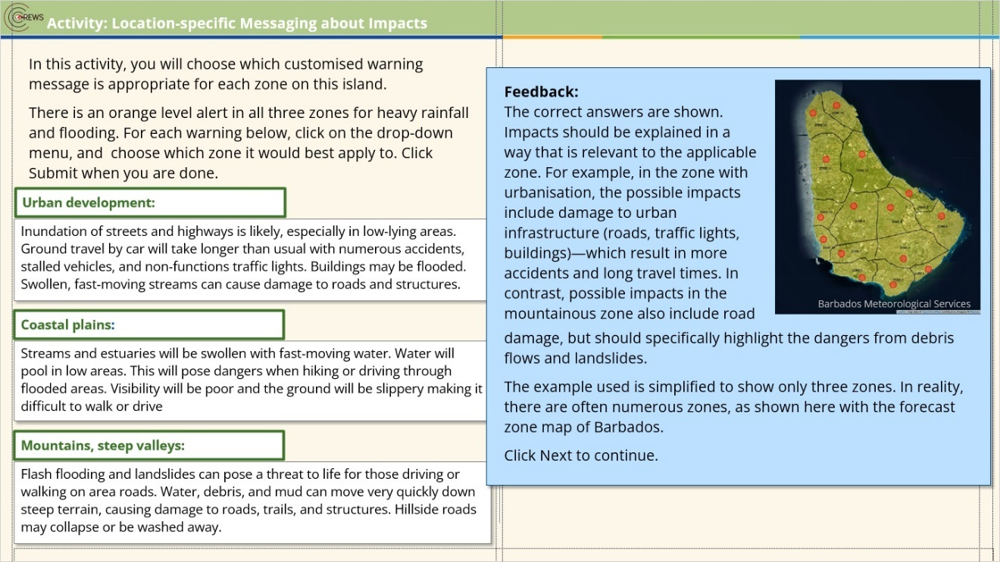 CREWS
Activity: Location-specific Messaging about Impacts
In this activity, you will choose which customised warning
message is appropriate for each zone on this island.
There is an orange level alert in all three zones for heavy rainfall
and flooding. For each warning below, click on the drop-down
menu, and  choose which zone it would best apply to. Click
Submit when you are done.
Urban development:
Inundation of streets and highways is likely, especially in low-lying areas.
Ground travel by car will take longer than usual with numerous accidents,
stalled vehicles, and non-functions traffic lights. Buildings may be flooded.
Swollen, fast-moving streams can cause damage to roads and structures.
Coastal plains:
Streams and estuaries will be swollen with fast-moving water. Water will
pool in low areas. This will pose dangers when hiking or driving through
flooded areas. Visibility will be poor and the ground will be slippery making it
difficult to walk or drive
Mountains, steep valleys:
Flash flooding and landslides can pose a threat to life for those driving or
walking on area roads. Water, debris, and mud can move very quickly down
steep terrain, causing damage to roads, trails, and structures. Hillside roads
may collapse or be washed away.
Feedback:
The correct answers are shown.
Impacts should be explained in a
way that is relevant to the applicable
zone. For example, in the zone with
urbanisation, the possible impacts
include damage to urban
infrastructure (roads, traffic lights,
buildings)—which result in more
accidents and long travel times. In
contrast, possible impacts in the
mountainous zone also include road
damage, but should specifically highlight the dangers from debris
flows and landslides.
The example used is simplified to show only three zones. In reality,
there are often numerous zones, as shown here with the forecast
zone map of Barbados.
Click Next to continue.
Barbados Meteorological Services